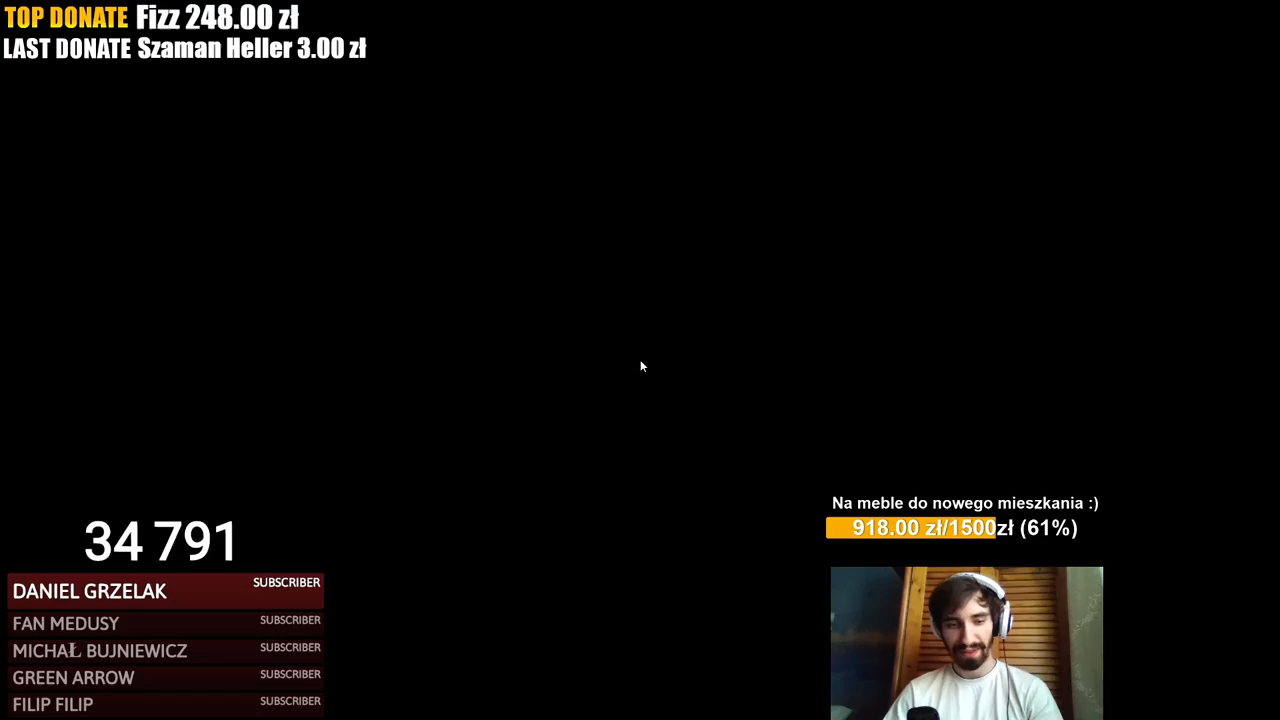 TOP DONATE Fizz 248.00 zł
LAST DONATE Szaman Heller 3.00 zł
Na meble do nowego mieszkania :)
918.00 zł/1500zł (61%)
34 791
DANIEL GRZELAK SUBSCRIBER
FAN MEDUSY SUBSCRIBER
MICHAŁ BUJNIEWICZ SUBSCRIBER
GREEN ARROW SUBSCRIBER
FILIP FILIP SUBSCRIBER